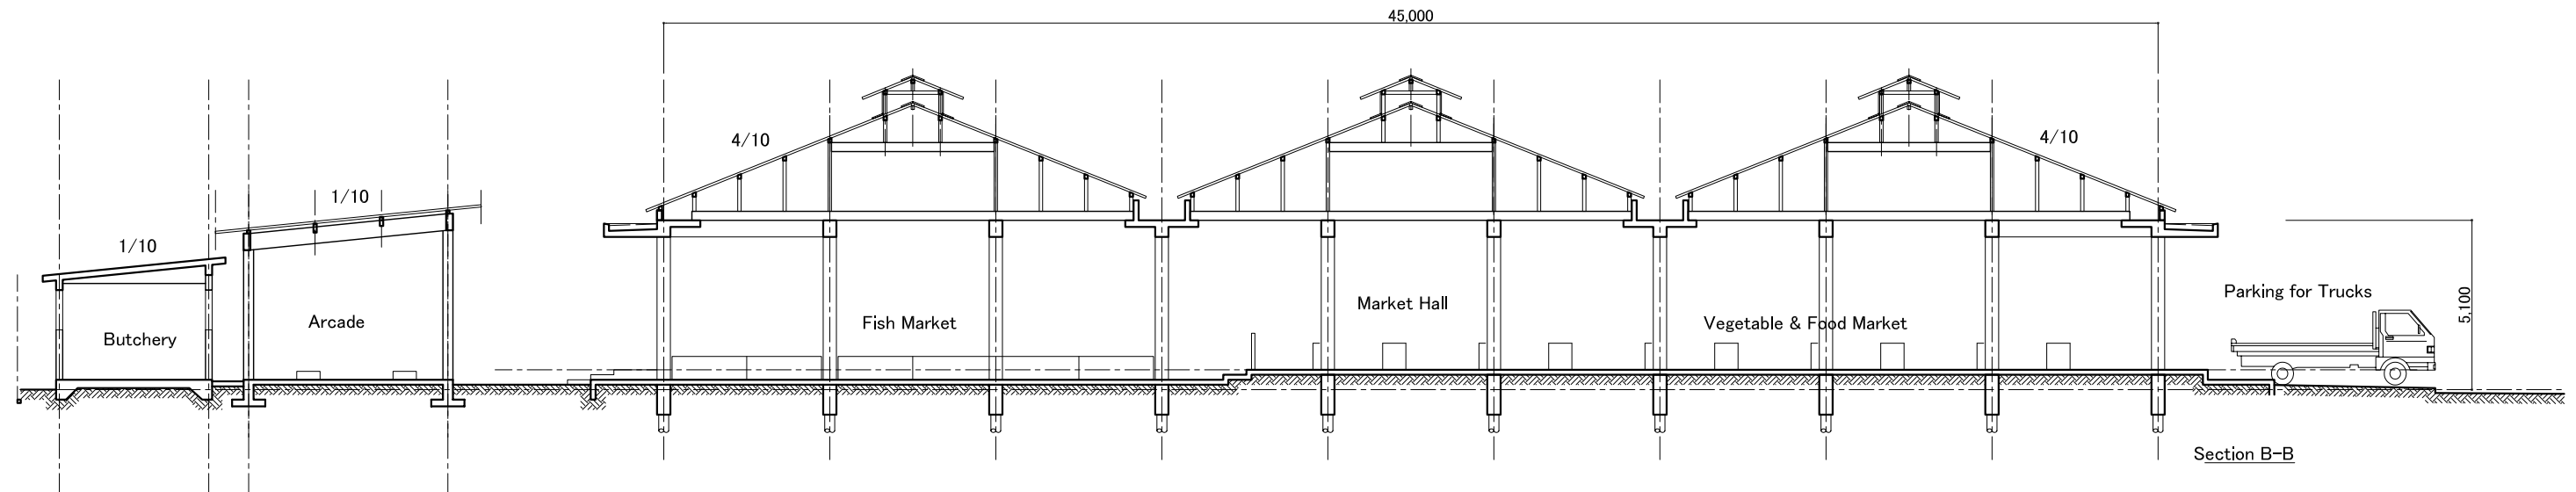 45,000
4/10
4/10
1/10
1/10
Butchery
Arcade
Fish Market
Market Hall
Vegetable & Food Market
Parking for Trucks
5,100
Section B-B